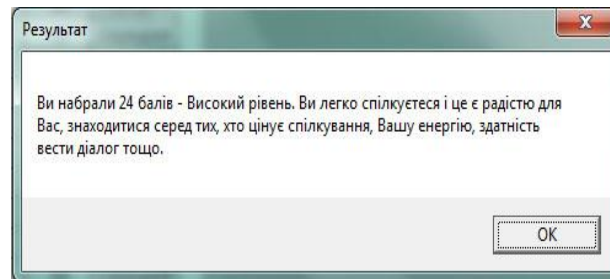 Результат
Ви набрали 24 балів - Високий рівень. Ви легко спілкуєтеся і це є радістю для
Вас, знаходитися серед тих, хто цінує спілкування, Вашу енергію, здатність
вести діалог тощо.
OK